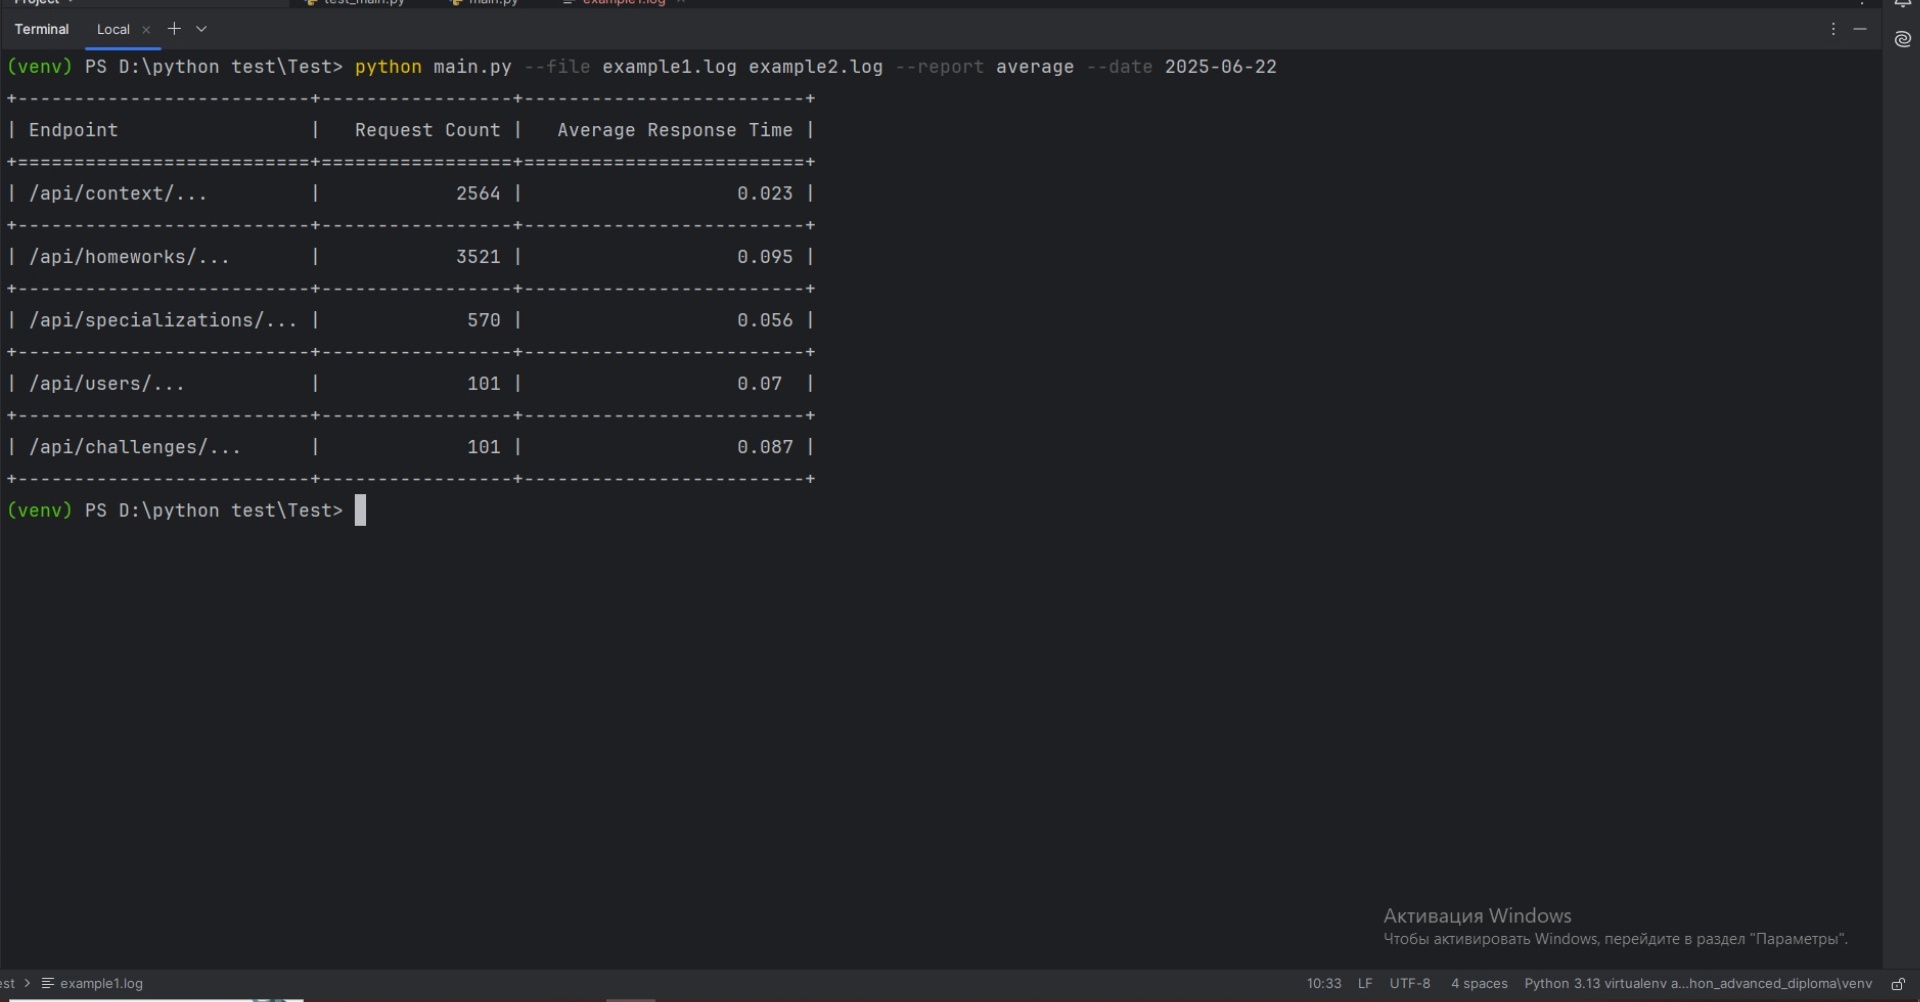 Project test_main.py main.py example1.log
Terminal Local
(venv) PS D:\python test\Test> python main.py --file example1.log example2.log --report average --date 2025-06-22
+--------------------------+-----------------+-------------------------+
| Endpoint                 |   Request Count |   Average Response Time |
+==========================+=================+=========================+
| /api/context/...         |            2564 |                   0.023 |
+--------------------------+-----------------+-------------------------+
| /api/homeworks/...       |            3521 |                   0.095 |
+--------------------------+-----------------+-------------------------+
| /api/specializations/... |             570 |                   0.056 |
+--------------------------+-----------------+-------------------------+
| /api/users/...           |             101 |                   0.07  |
+--------------------------+-----------------+-------------------------+
| /api/challenges/...      |             101 |                   0.087 |
+--------------------------+-----------------+-------------------------+
(venv) PS D:\python test\Test>
Активация Windows
Чтобы активировать Windows, перейдите в раздел "Параметры".
est > example1.log 10:33 LF UTF-8 4 spaces Python 3.13 virtualenv a...hon_advanced_diploma\venv